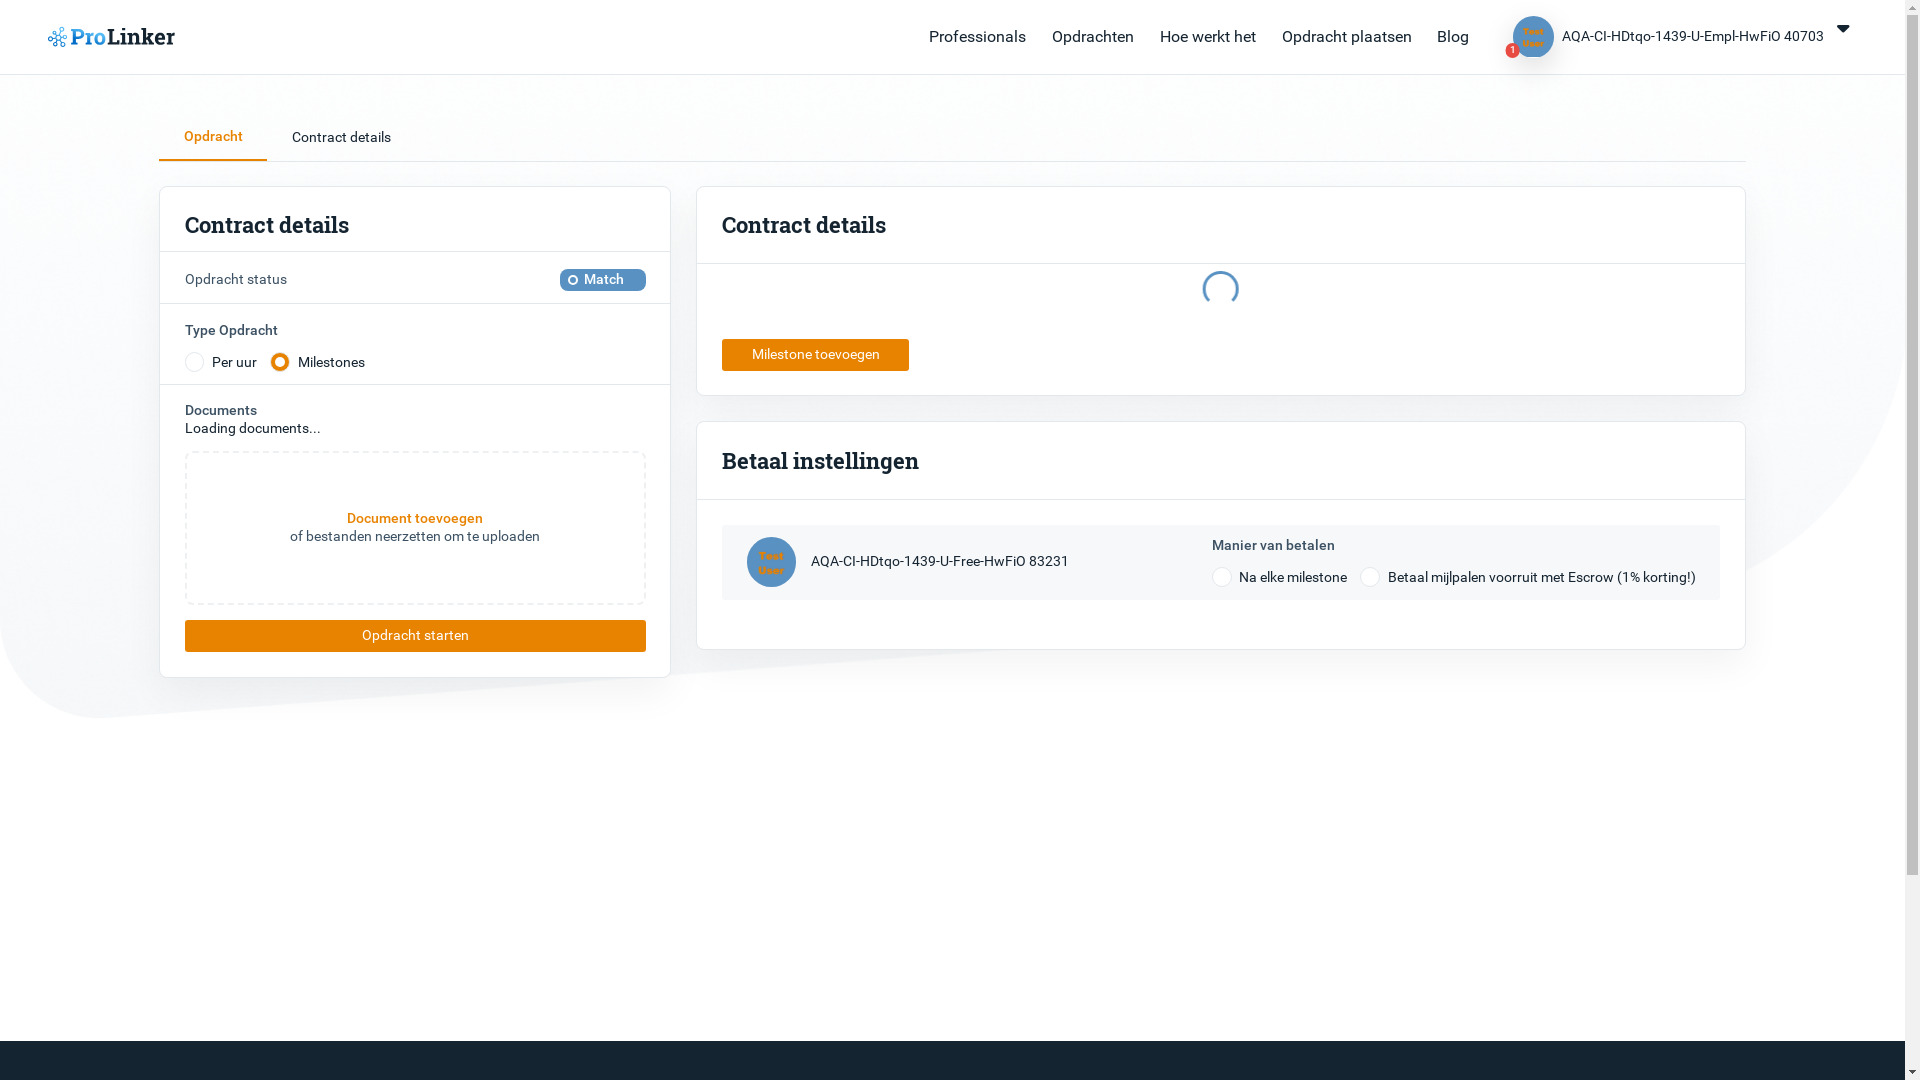 ProLinker
Professionals
Opdrachten
Hoe werkt het
Opdracht plaatsen
Blog
Test
User
1
AQA-CI-HDtqo-1439-U-Empl-HwFiO 40703
Opdracht
Contract details
Contract details
Opdracht status
Match
Type Opdracht
Per uur
Milestones
Documents
Loading documents...
Document toevoegen
of bestanden neerzetten om te uploaden
Opdracht starten
Contract details
Milestone toevoegen
Betaal instellingen
Test
User
AQA-CI-HDtqo-1439-U-Free-HwFiO 83231
Manier van betalen
Na elke milestone
Betaal mijlpalen voorruit met Escrow (1% korting!)